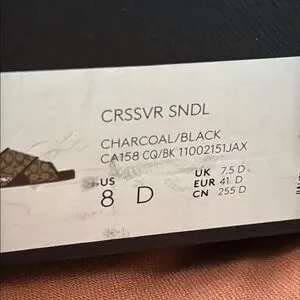 CRSSVR SNDL
CHARCOAL/BLACK
CA158 CQ/BK 11002151JAX
US
8 D
UK 7.5 D
EUR 41 D
CN 255 D